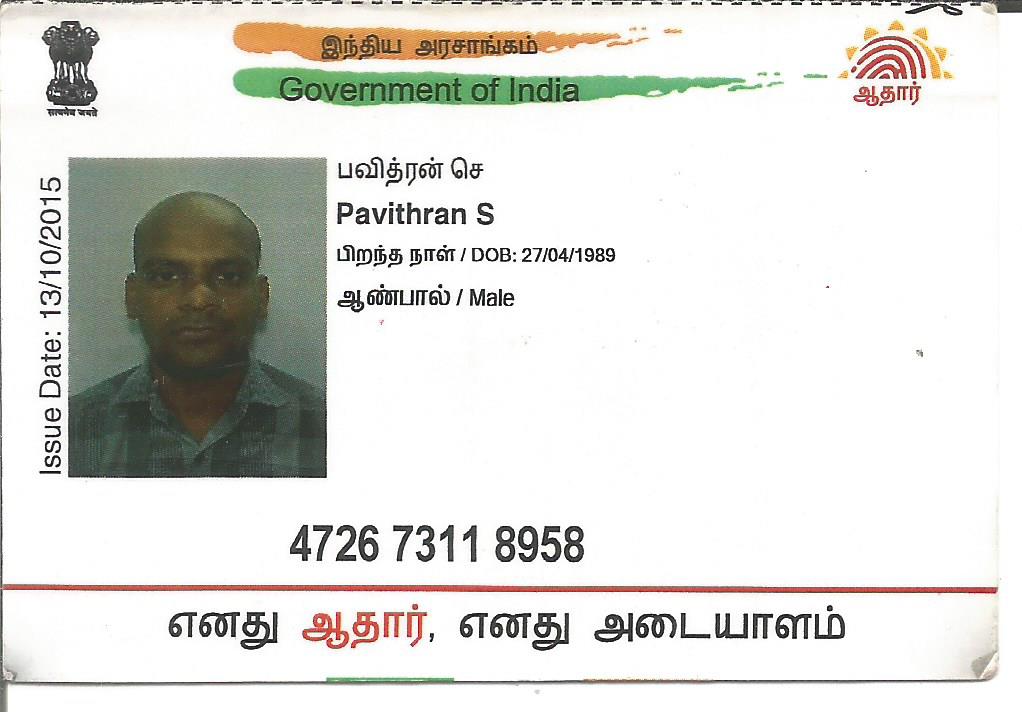 இந்திய அரசாங்கம்
Government of India
सत्यमेव जयते
ஆதார்
Issue Date: 13/10/2015
பவித்ரன் செ
Pavithran S
பிறந்த நாள் / DOB: 27/04/1989
ஆண்பால் / Male
4726 7311 8958
எனது ஆதார், எனது அடையாளம்